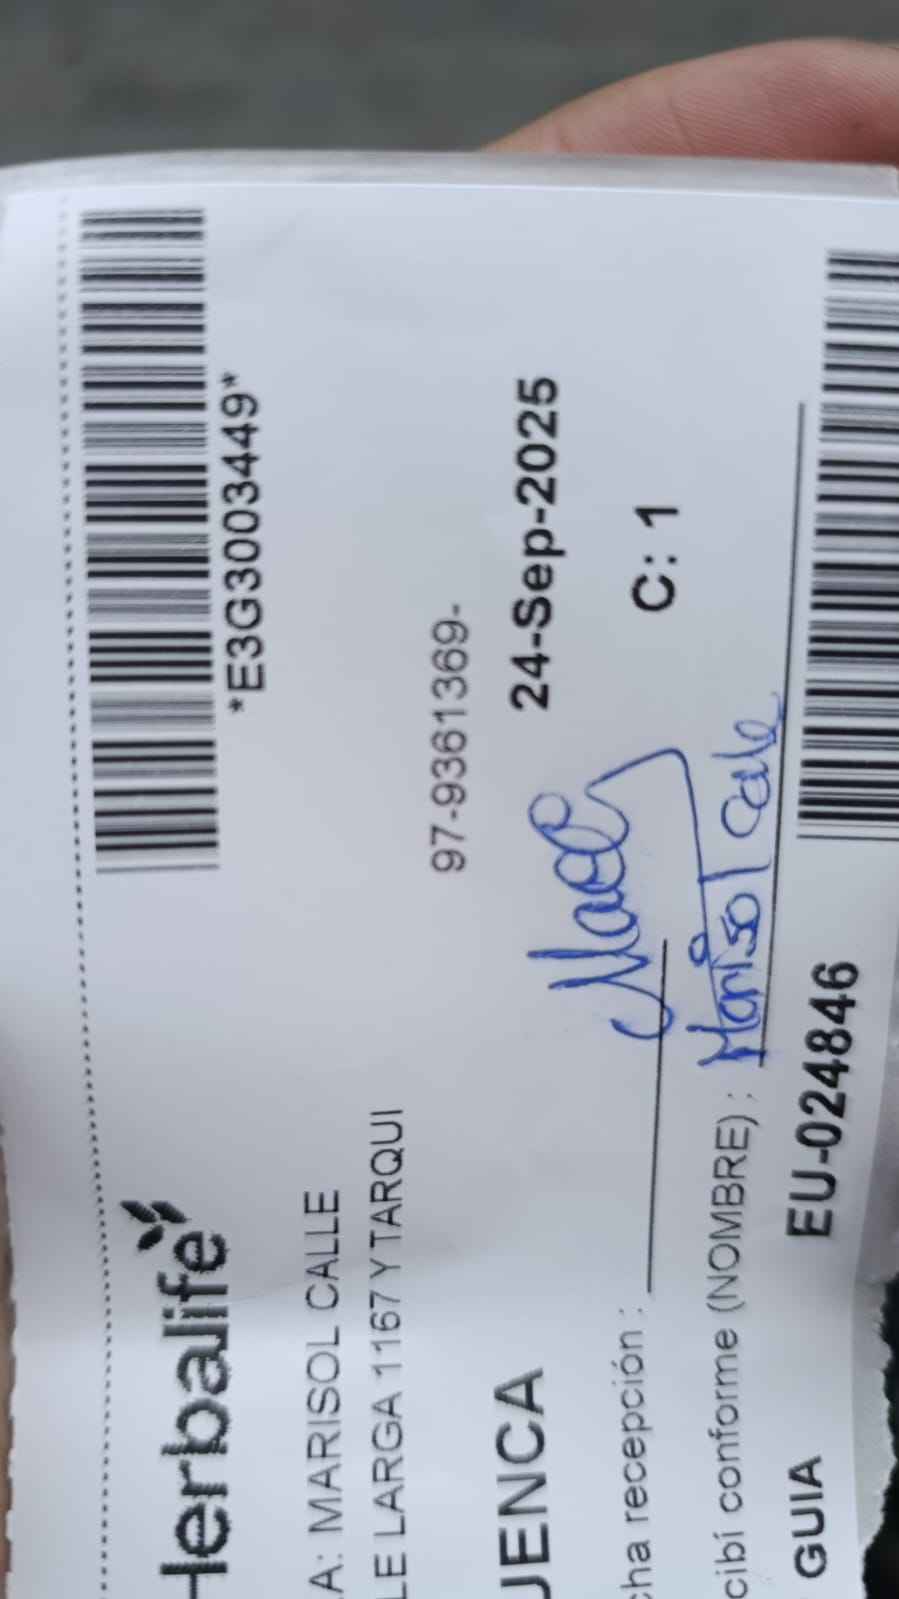 *E3G3003449*
Herbalife
A: MARISOL CALLE
LE LARGA 1167 Y TARQUI
97-9361369-
UENCA 24-Sep-2025
cha recepción :
C: 1
cibí conforme (NOMBRE) : Marisol Calle
GUIA EU-024846